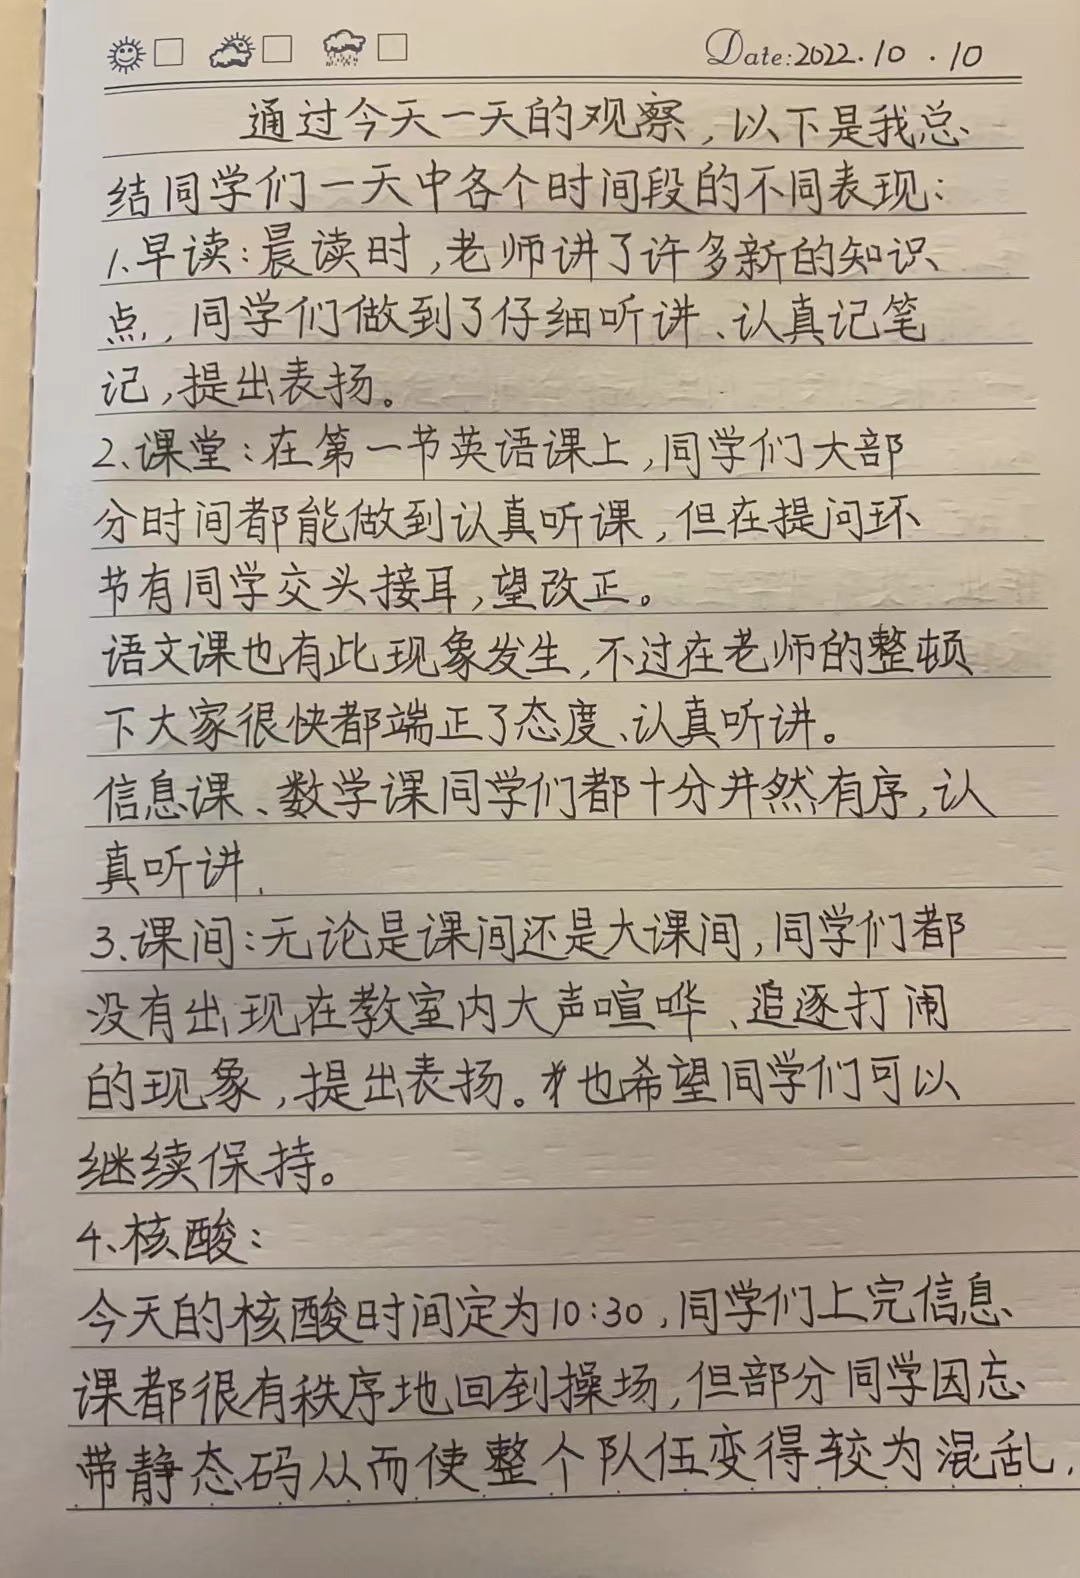 Date: 2022.10.10
通过今天一天的观察，以下是我总
结同学们一天中各个时间段的不同表现：
1、早读：晨读时，老师讲了许多新的知识
点，同学们做到了仔细听讲、认真记笔
记，提出表扬。
2、课堂：在第一节英语课上，同学们大部
分时间都能做到认真听课，但在提问环
节有同学交头接耳，望改正。
语文课也有此现象发生，不过在老师的整顿
下大家很快都端正了态度、认真听讲。
信息课、数学课同学们都十分井然有序，认
真听讲．
3、课间：无论是课间还是大课间，同学们都
没有出现在教室内大声喧哗、追逐打闹
的现象，提出表扬。也希望同学们可以
继续保持。
4、核酸：
今天的核酸时间定为10:30，同学们上完信息
课都很有秩序地回到操场，但部分同学因忘
带静态码从而使整个队伍变得较为混乱，